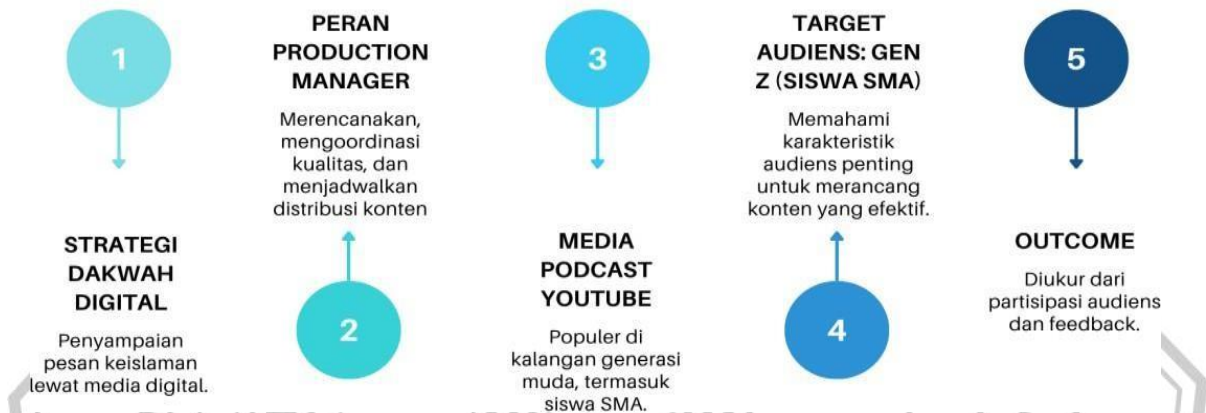 1
STRATEGI
DAKWAH
DIGITAL
Penyampaian
pesan keislaman
lewat media digital.
PERAN
PRODUCTION
MANAGER
Merencanakan,
mengoordinasi
kualitas, dan
menjadwalkan
distribusi konten
2
3
MEDIA
PODCAST
YOUTUBE
Populer di
kalangan generasi
muda, termasuk
siswa SMA.
TARGET
AUDIENS: GEN
Z (SISWA SMA)
Memahami
karakteristik
audiens penting
untuk merancang
konten yang efektif.
4
5
OUTCOME
Diukur dari
partisipasi audiens
dan feedback.